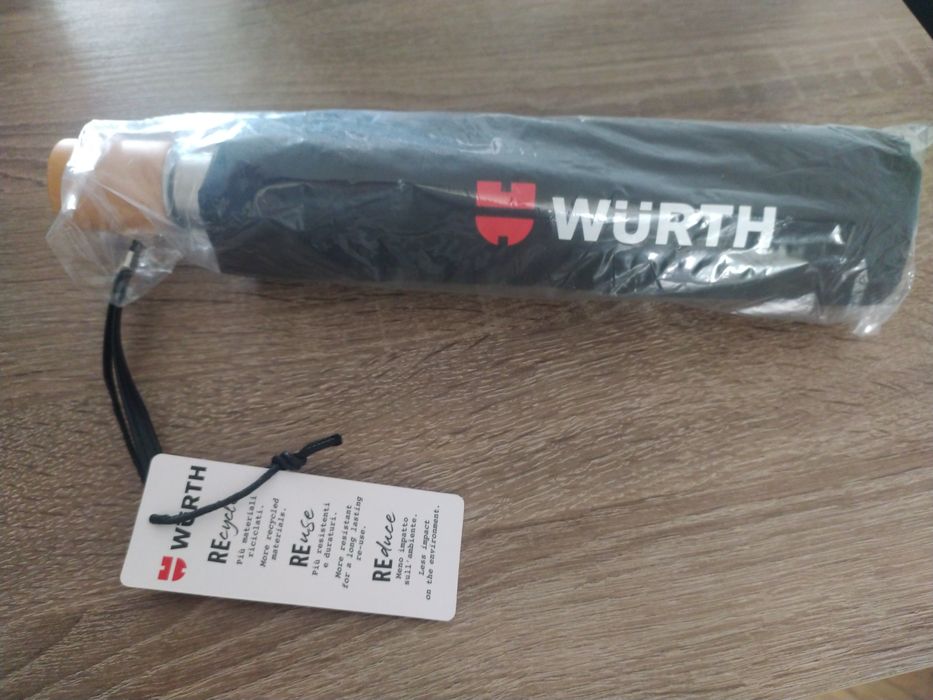 WÜRTH
WÜRTH
REcycle
Più materiali
riciclati.
More recycled
materials.
REuse
Più resistenti
e duraturi.
More resistant
for a long lasting
re-use.
REduce
Meno impatto
sull'ambiente.
Less impact
on the environment.